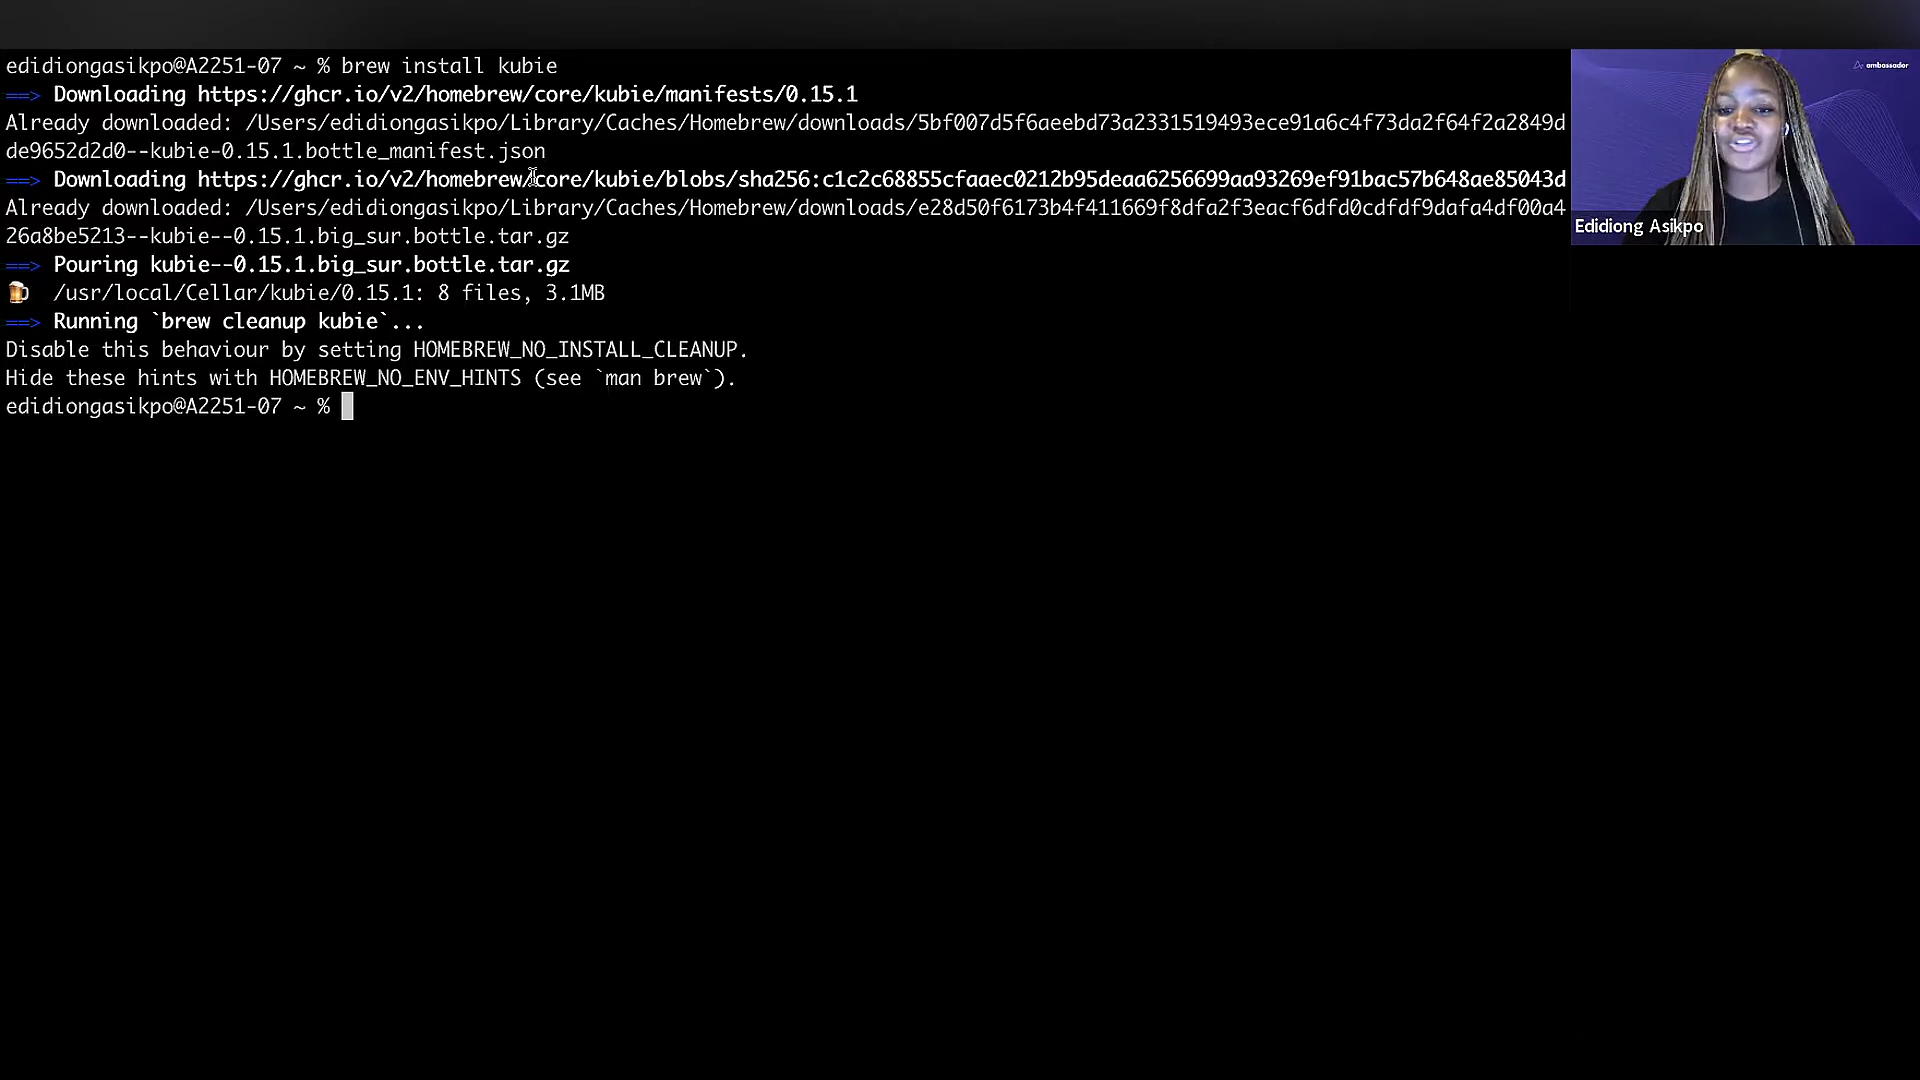 edidiongasikpo@A2251-07 ~ % brew install kubie
==> Downloading https://ghcr.io/v2/homebrew/core/kubie/manifests/0.15.1
Already downloaded: /Users/edidiongasikpo/Library/Caches/Homebrew/downloads/5bf007d5f6aeebd73a2331519493ece91a6c4f73da2f64f2a2849d
de9652d2d0--kubie-0.15.1.bottle_manifest.json
==> Downloading https://ghcr.io/v2/homebrew/core/kubie/blobs/sha256:c1c2c68855cfaaec0212b95deaa6256699aa93269ef91bac57b648ae85043d
Already downloaded: /Users/edidiongasikpo/Library/Caches/Homebrew/downloads/e28d50f6173b4f411669f8dfa2f3eacf6dfd0cdfdf9dafa4df00a4
26a8be5213--kubie--0.15.1.big_sur.bottle.tar.gz
==> Pouring kubie--0.15.1.big_sur.bottle.tar.gz
🍺 /usr/local/Cellar/kubie/0.15.1: 8 files, 3.1MB
==> Running `brew cleanup kubie`...
Disable this behaviour by setting HOMEBREW_NO_INSTALL_CLEANUP.
Hide these hints with HOMEBREW_NO_ENV_HINTS (see `man brew`).
edidiongasikpo@A2251-07 ~ %
ambassador
Edidiong Asikpo